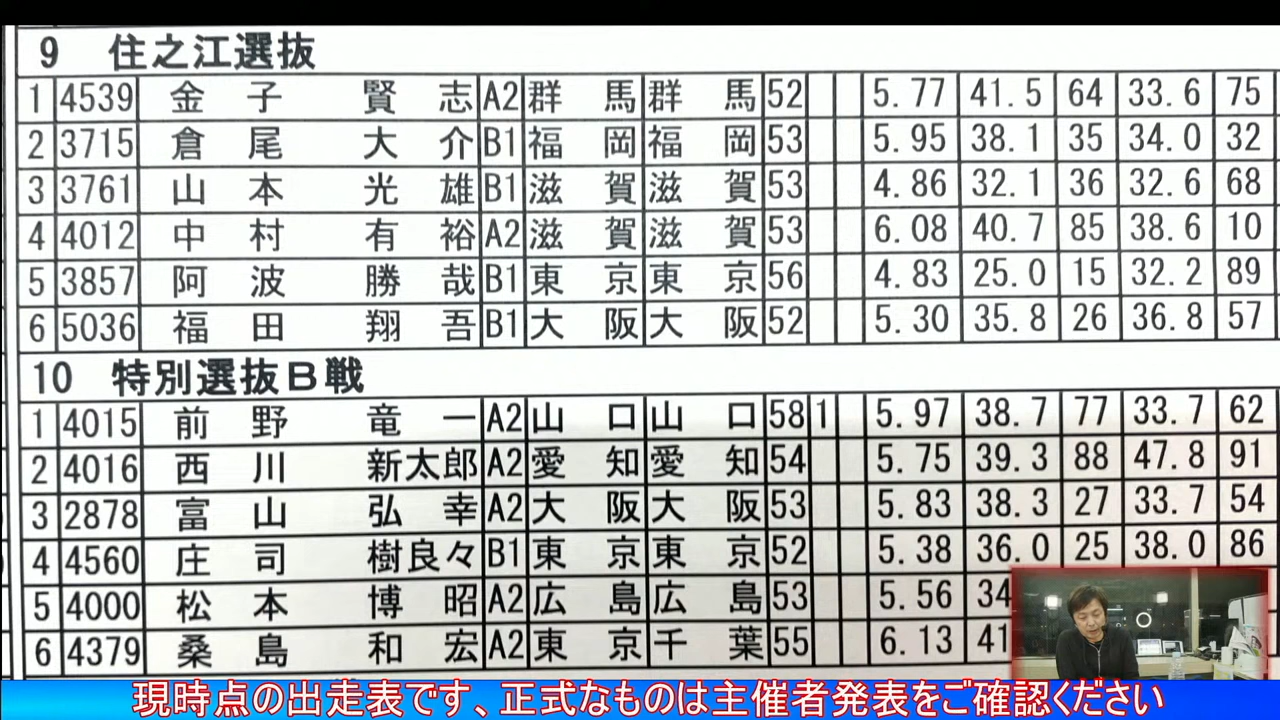 9 住之江選抜
1 4539 金子 賢志 A2 群馬 群馬 52 5.77 41.5 64 33.6 75
2 3715 倉尾 大介 B1 福岡 福岡 53 5.95 38.1 35 34.0 32
3 3761 山本 光雄 B1 滋賀 滋賀 53 4.86 32.1 36 32.6 68
4 4012 中村 有裕 A2 滋賀 滋賀 53 6.08 40.7 85 38.6 10
5 3857 阿波 勝哉 B1 東京 東京 56 4.83 25.0 15 32.2 89
6 5036 福田 翔吾 B1 大阪 大阪 52 5.30 35.8 26 36.8 57
10 特別選抜B戦
1 4015 前野 竜一 A2 山口 山口 58 1 5.97 38.7 77 33.7 62
2 4016 西川 新太郎 A2 愛知 愛知 54 5.75 39.3 88 47.8 91
3 2878 富山 弘幸 A2 大阪 大阪 53 5.83 38.3 27 33.7 54
4 4560 庄司 樹良々 B1 東京 東京 52 5.38 36.0 25 38.0 86
5 4000 松本 博昭 A2 広島 広島 53 5.56 34
6 4379 桑島 和宏 A2 東京 千葉 55 6.13 41
現時点の出走表です、正式なものは主催者発表をご確認ください